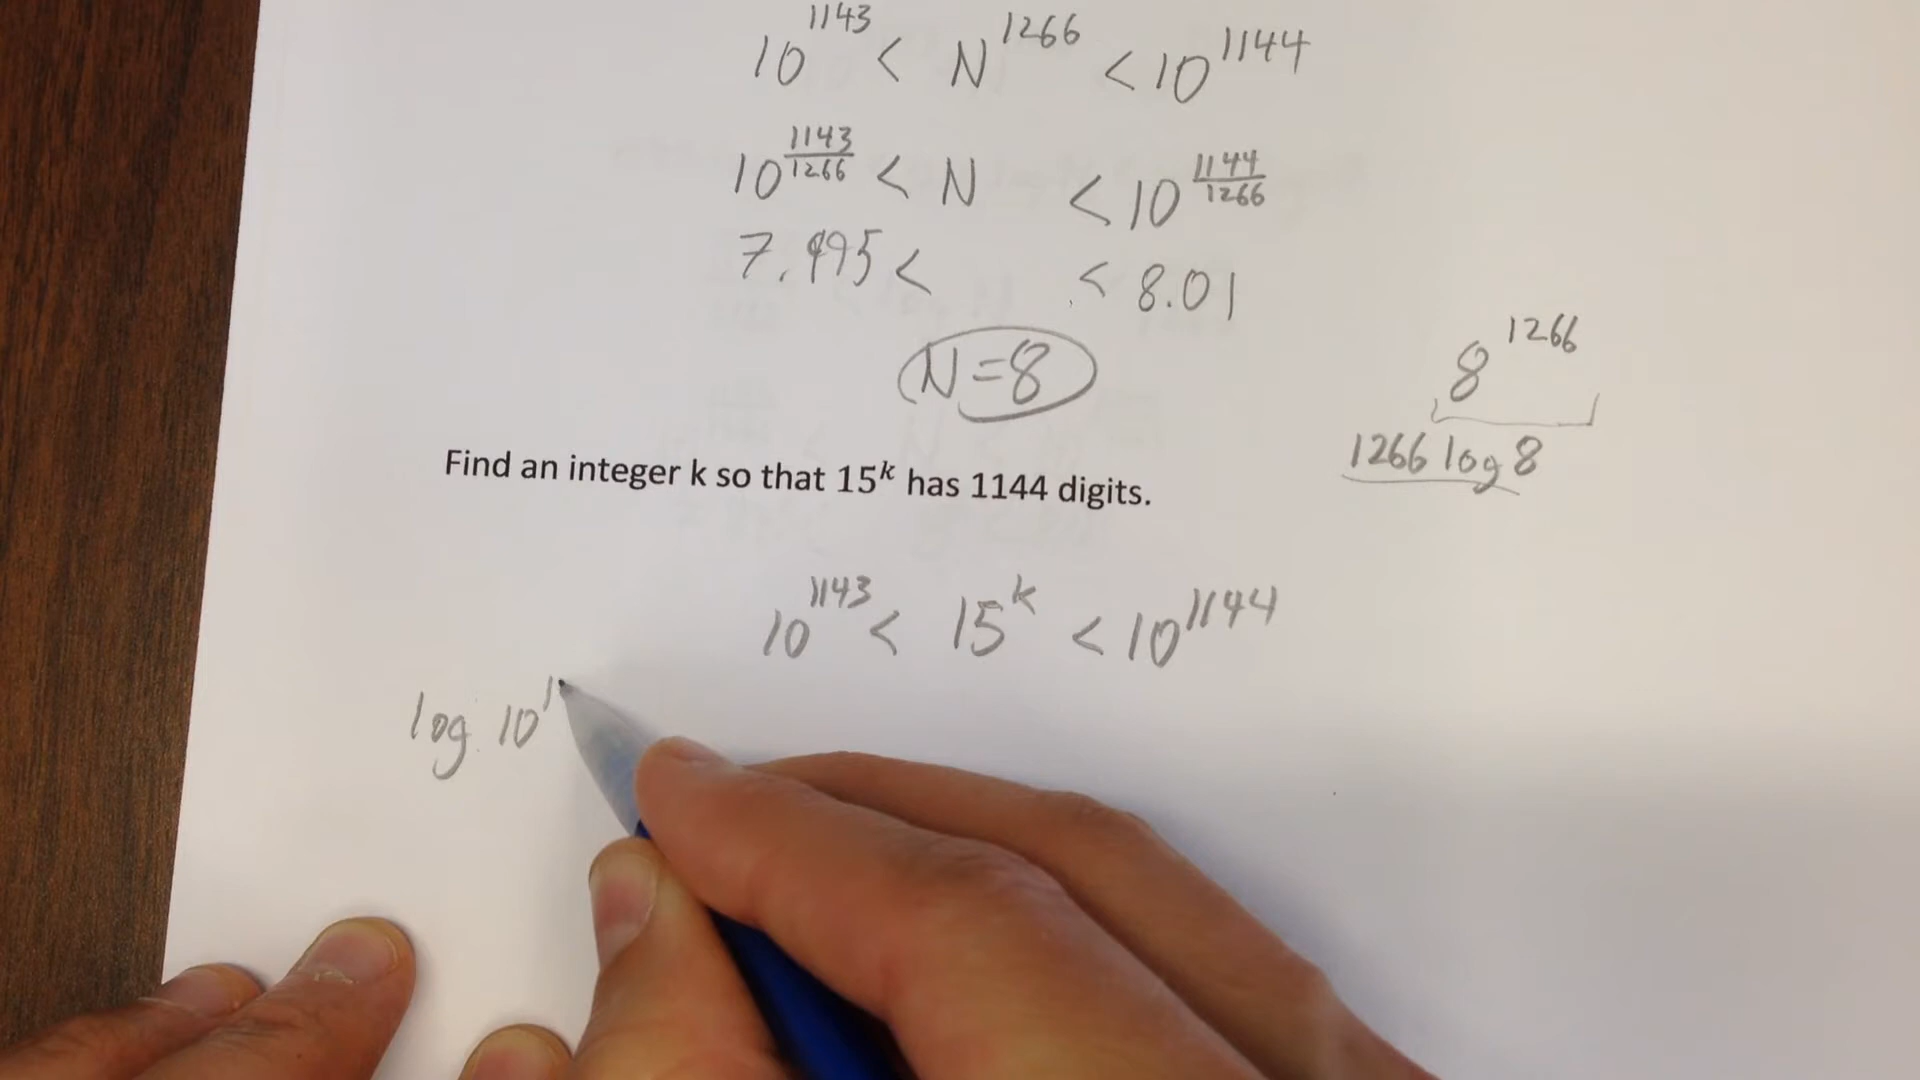 10^1143 < N^1266 < 10^1144
10^(1143/1266) < N < 10^(1144/1266)
7.995 < < 8.01
N=8
8^1266
1266 log 8
Find an integer k so that 15^k has 1144 digits.
10^1143 < 15^k < 10^1144
log 10^1